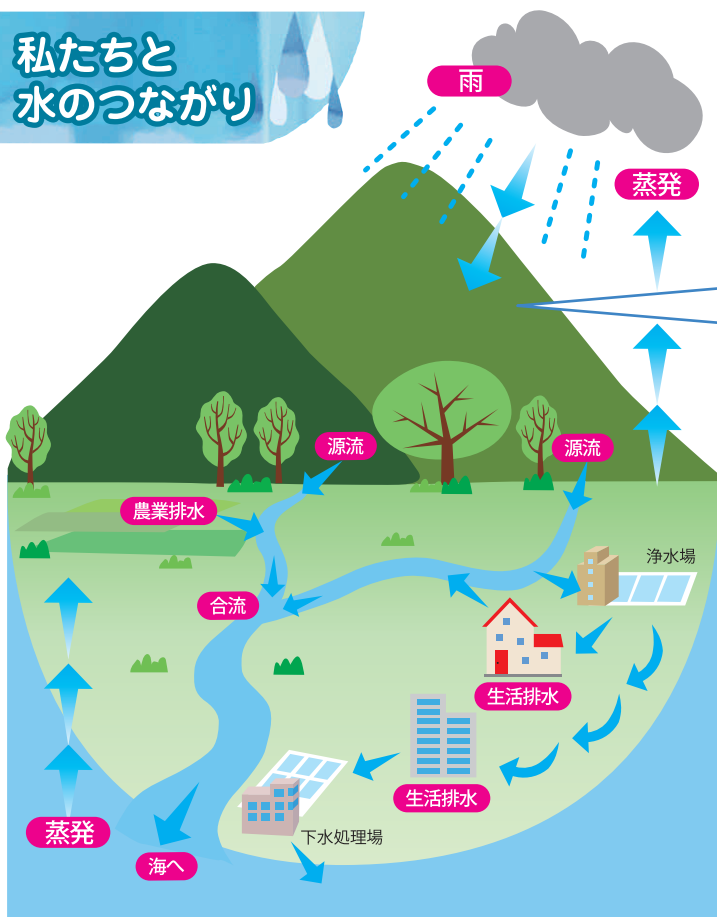 私たちと
水のつながり
雨
蒸発
源流
源流
農業排水
浄水場
合流
生活排水
生活排水
蒸発
下水処理場
海へ